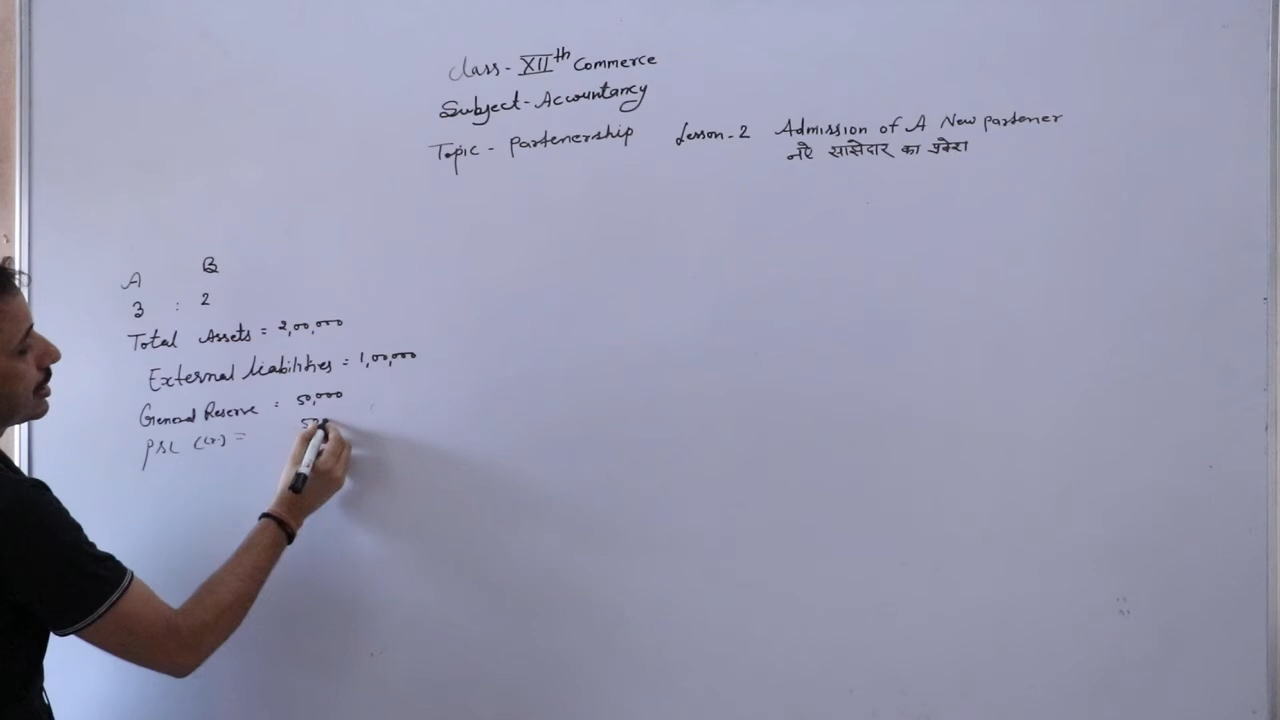 Class - XIIth Commerce
Subject - Accountancy
Topic - Partenership Lesson - 2 Admission of A New partener
नऐ साझेदार का प्रवेश
A B
3 : 2
Total Assets = 2,00,000
External liabilities = 1,00,000
General Reserve = 50,000
P&L (Cr.) =